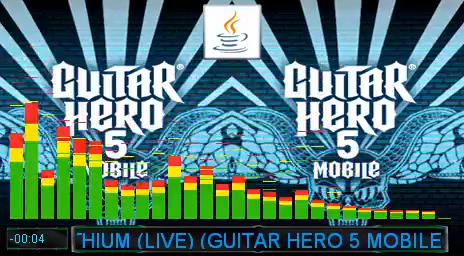 GUITAR HERO® 5 MOBILE
GUITAR HERO® 5 MOBILE
-00:04
HIUM (LIVE) (GUITAR HERO 5 MOBILE